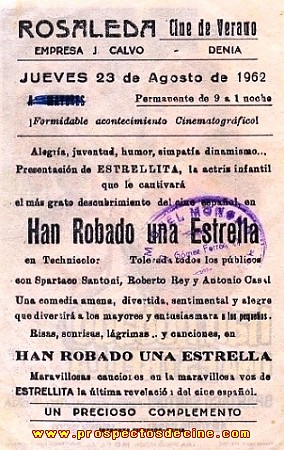 ROSALEDA Cine de Verano
EMPRESA J. CALVO - DENIA
JUEVES 23 de Agosto de 1962
Permanente de 9 a 1 noche
¡Formidable acontecimiento Cinematográfico!
Alegría, juventud, humor, simpatía dinamismo...
Presentación de ESTRELLITA, la actris infantil
que le cautivará
el más grato descubrimiento del cine español, en
Han Robado una Estrella
en Technicolor Tolerada todos los públicos
con Spartaco Santoni, Roberto Rey y Antonio Casal
Una comedia amena, divertida, sentimental y alegre
que divertirá a los mayores y entusiasmara a los pequeños.
Risas, sonrisas, lágrimas.. y canciones, en
HAN ROBADO UNA ESTRELLA
Maravillosas canciones en la maravillosa voz de
ESTRELLITA la última revelación del sine español.
UN PRECIOSO COMPLEMENTO
www.prospectosdecine.com